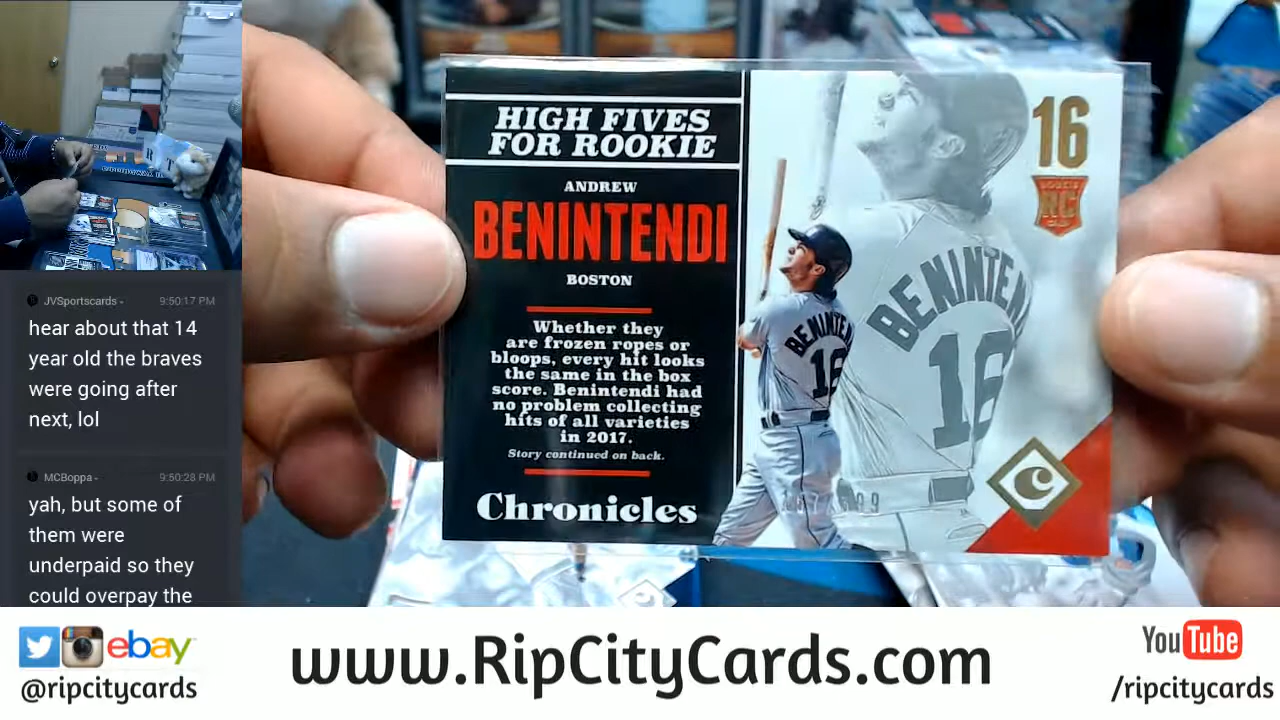 JVSportscards - 9:50:17 PM
hear about that 14
year old the braves
were going after
next, lol
MCBoppa - 9:50:28 PM
yah, but some of
them were
underpaid so they
could overpay the
HIGH FIVES
FOR ROOKIE
ANDREW
BENINTENDI
BOSTON
Whether they
are frozen ropes or
bloops, every hit looks
the same in the box
score. Benintendi had
no problem collecting
hits of all varieties
in 2017.
Story continued on back.
Chronicles
16
RC
BENINTEN
16
BENINTEN
16
C
ebay
@ripcitycards
www.RipCityCards.com
YouTube
/ripcitycards